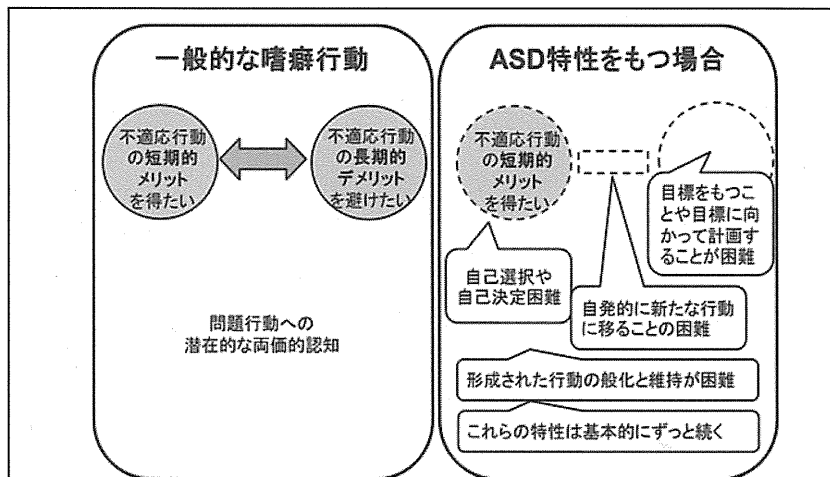 一般的な嗜癖行動
不適応行動
の短期的
メリット
を得たい
不適応行動
の長期的
デメリット
を避けたい
問題行動への
潜在的な両価的認知
ASD特性をもつ場合
不適応行動
の短期的
メリット
を得たい
目標をもつこ
とや目標に向
かって計画す
ることが困難
自己選択や
自己決定困難
自発的に新たな行動
に移ることの困難
形成された行動の般化と維持が困難
これらの特性は基本的にずっと続く